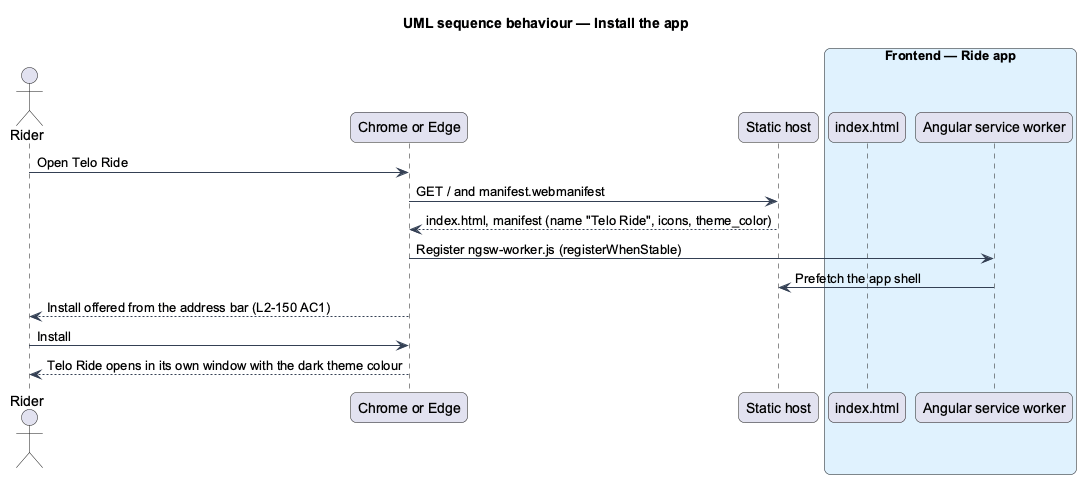 UML sequence behaviour — Install the app
Frontend — Ride app
Rider
Chrome or Edge
Static host
index.html
Angular service worker
Open Telo Ride
GET / and manifest.webmanifest
index.html, manifest (name "Telo Ride", icons, theme_color)
Register ngsw-worker.js (registerWhenStable)
Prefetch the app shell
Install offered from the address bar (L2-150 AC1)
Install
Telo Ride opens in its own window with the dark theme colour
Rider
Chrome or Edge
Static host
index.html
Angular service worker